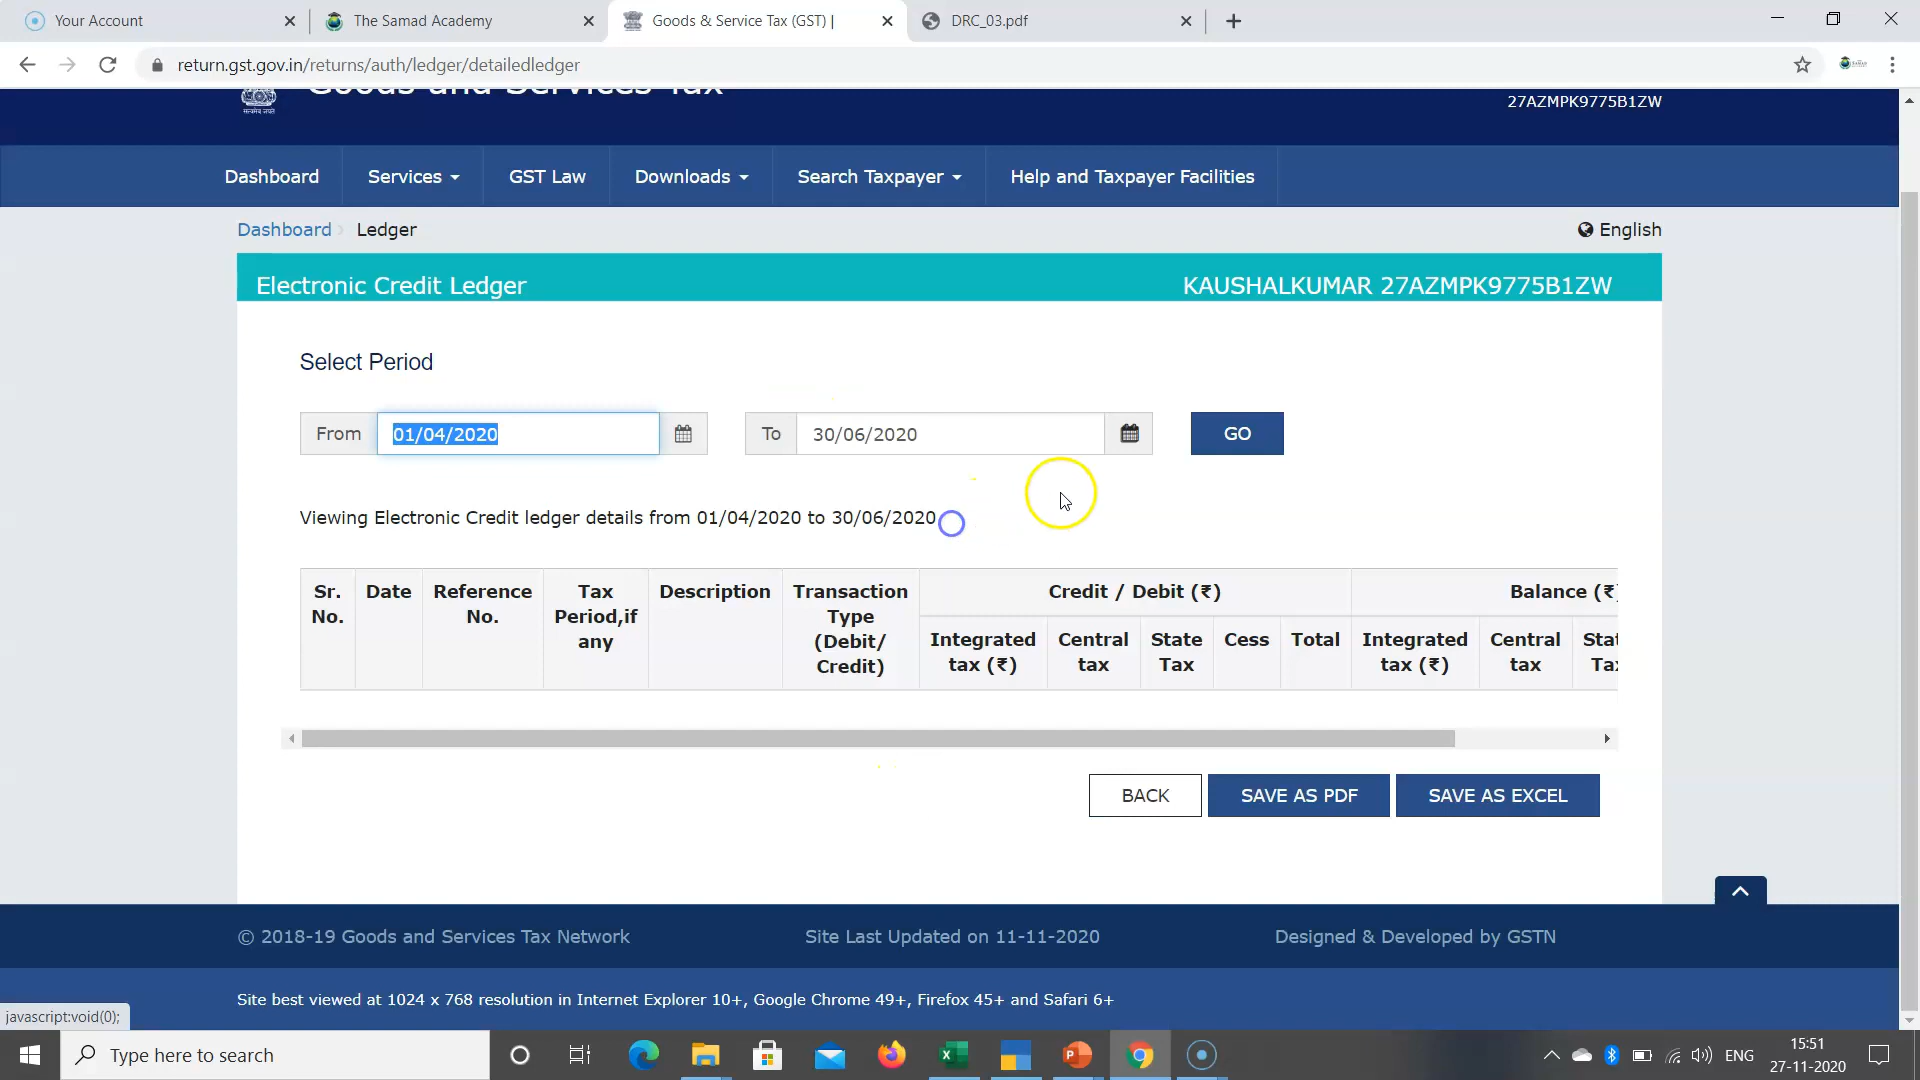 Your Account
The Samad Academy
Goods & Service Tax (GST) |
DRC_03.pdf
return.gst.gov.in/returns/auth/ledger/detailedledger
Goods and Services Tax
27AZMPK9775B1ZW
Dashboard
Services
GST Law
Downloads
Search Taxpayer
Help and Taxpayer Facilities
Dashboard
Ledger
English
Electronic Credit Ledger
KAUSHALKUMAR 27AZMPK9775B1ZW
Select Period
From
01/04/2020
To
30/06/2020
GO
Viewing Electronic Credit ledger details from 01/04/2020 to 30/06/2020
Sr. No.
Date
Reference No.
Tax Period,if any
Description
Transaction Type (Debit/ Credit)
Credit / Debit (₹)
Balance (₹)
Integrated tax (₹)
Central tax
State Tax
Cess
Total
Integrated tax (₹)
Central tax
State Tax
BACK
SAVE AS PDF
SAVE AS EXCEL
© 2018-19 Goods and Services Tax Network
Site Last Updated on 11-11-2020
Designed & Developed by GSTN
Site best viewed at 1024 x 768 resolution in Internet Explorer 10+, Google Chrome 49+, Firefox 45+ and Safari 6+
javascript:void(0);
Type here to search
ENG
15:51
27-11-2020